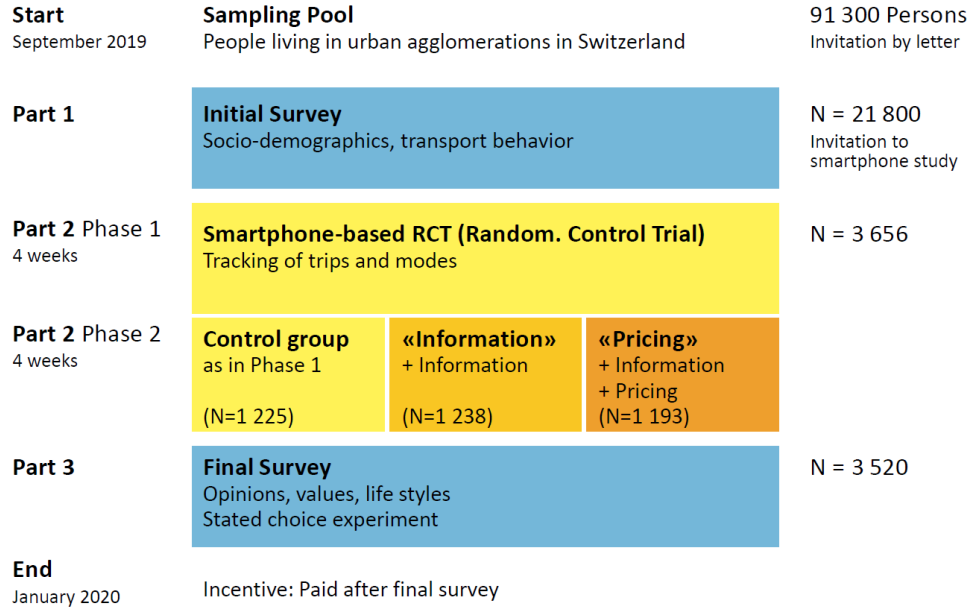 Start
September 2019
Sampling Pool
People living in urban agglomerations in Switzerland
91 300 Persons
Invitation by letter
Part 1
Initial Survey
Socio-demographics, transport behavior
N = 21 800
Invitation to
smartphone study
Part 2 Phase 1
4 weeks
Smartphone-based RCT (Random. Control Trial)
Tracking of trips and modes
N = 3 656
Part 2 Phase 2
4 weeks
Control group
as in Phase 1
(N=1 225)
«Information»
+ Information
(N=1 238)
«Pricing»
+ Information
+ Pricing
(N=1 193)
Part 3
Final Survey
Opinions, values, life styles
Stated choice experiment
N = 3 520
End
January 2020
Incentive: Paid after final survey